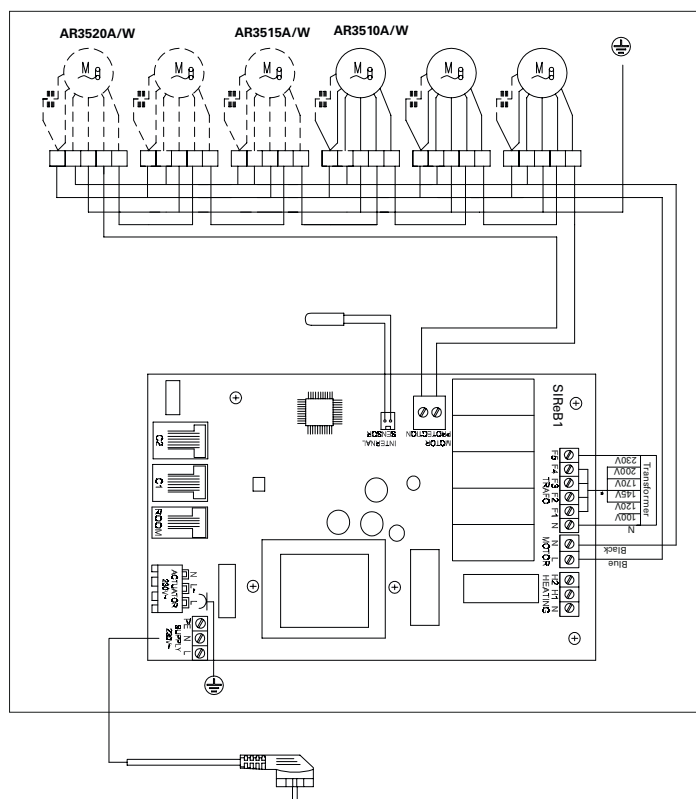 AR3520A/W
AR3515A/W
AR3510A/W
M
M
M
M
M
M
SIReB1
INTERNAL
SENSOR
MOTOR
PROTECTION
C2
C1
ROOM
ACTUATOR
230V~
N
L~
L
SUPPLY
230V~
PE
N
L
TRAFO
F5
F4
F3
F2
F1
N
MOTOR
N
L
HEATING
H2
H1
N
Transformer
230V
200V
170V
145V
120V
100V
N
*
Black
Blue